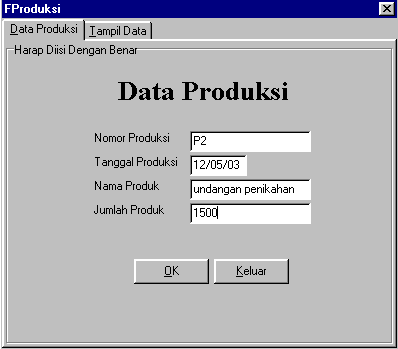 FProduksi
Data Produksi Tampil Data
Harap Diisi Dengan Benar
Data Produksi
Nomor Produksi P2
Tanggal Produksi 12/05/03
Nama Produk undangan penikahan
Jumlah Produk 1500
OK Keluar